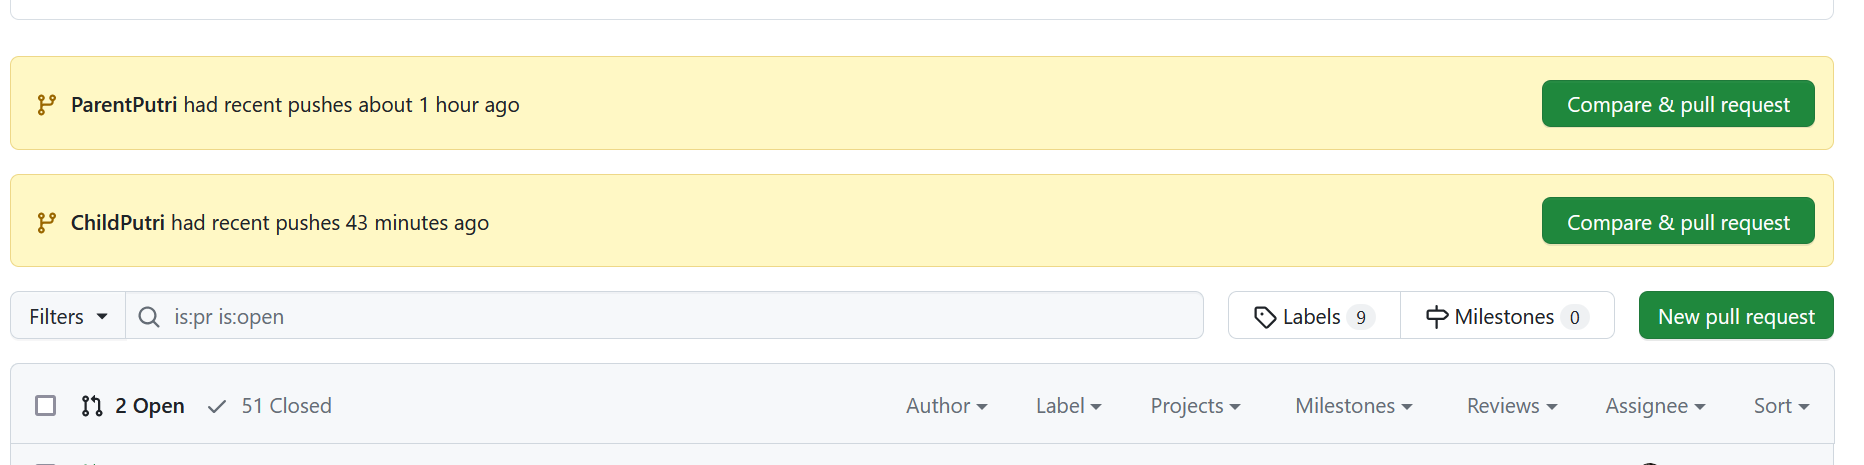 ParentPutri had recent pushes about 1 hour ago
Compare & pull request
ChildPutri had recent pushes 43 minutes ago
Compare & pull request
Filters
is:pr is:open
Labels 9
Milestones 0
New pull request
2 Open
51 Closed
Author
Label
Projects
Milestones
Reviews
Assignee
Sort